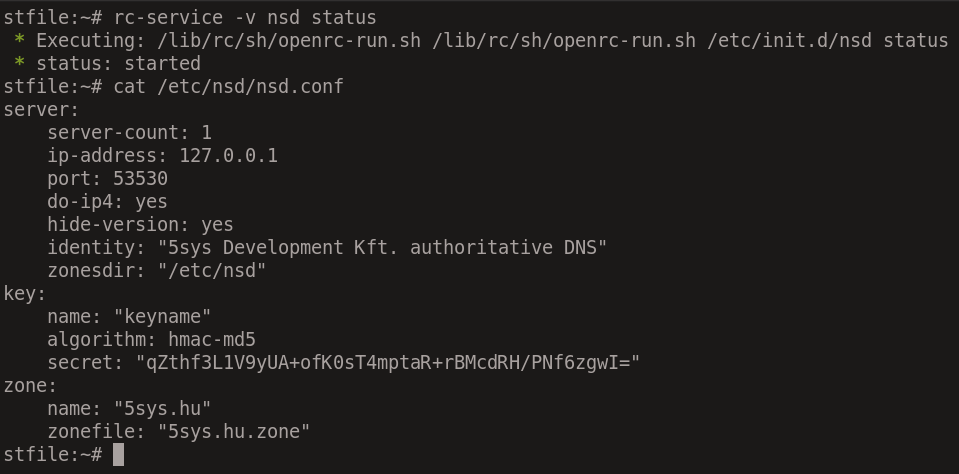 stfile:~# rc-service -v nsd status
 * Executing: /lib/rc/sh/openrc-run.sh /lib/rc/sh/openrc-run.sh /etc/init.d/nsd status
 * status: started
stfile:~# cat /etc/nsd/nsd.conf
server:
    server-count: 1
    ip-address: 127.0.0.1
    port: 53530
    do-ip4: yes
    hide-version: yes
    identity: "5sys Development Kft. authoritative DNS"
    zonesdir: "/etc/nsd"
key:
    name: "keyname"
    algorithm: hmac-md5
    secret: "qZthf3L1V9yUA+ofK0sT4mptaR+rBMcdRH/PNf6zgwI="
zone:
    name: "5sys.hu"
    zonefile: "5sys.hu.zone"
stfile:~#